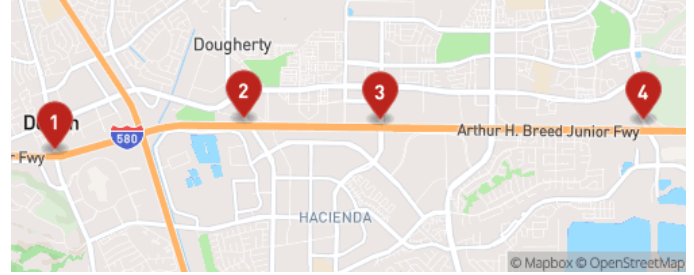 Dougherty
1
2
3
4
580
Arthur H. Breed Junior Fwy
r Fwy
HACIENDA
© Mapbox © OpenStreetMap